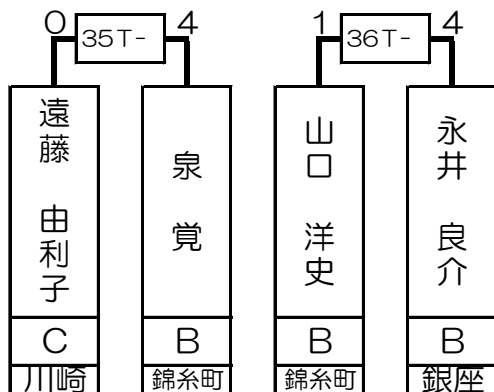 0 35T- 4 1 36T- 4
遠藤 由利子
泉 覚
山口 洋史
永井 良介
C B B B
川崎 錦糸町 錦糸町 銀座